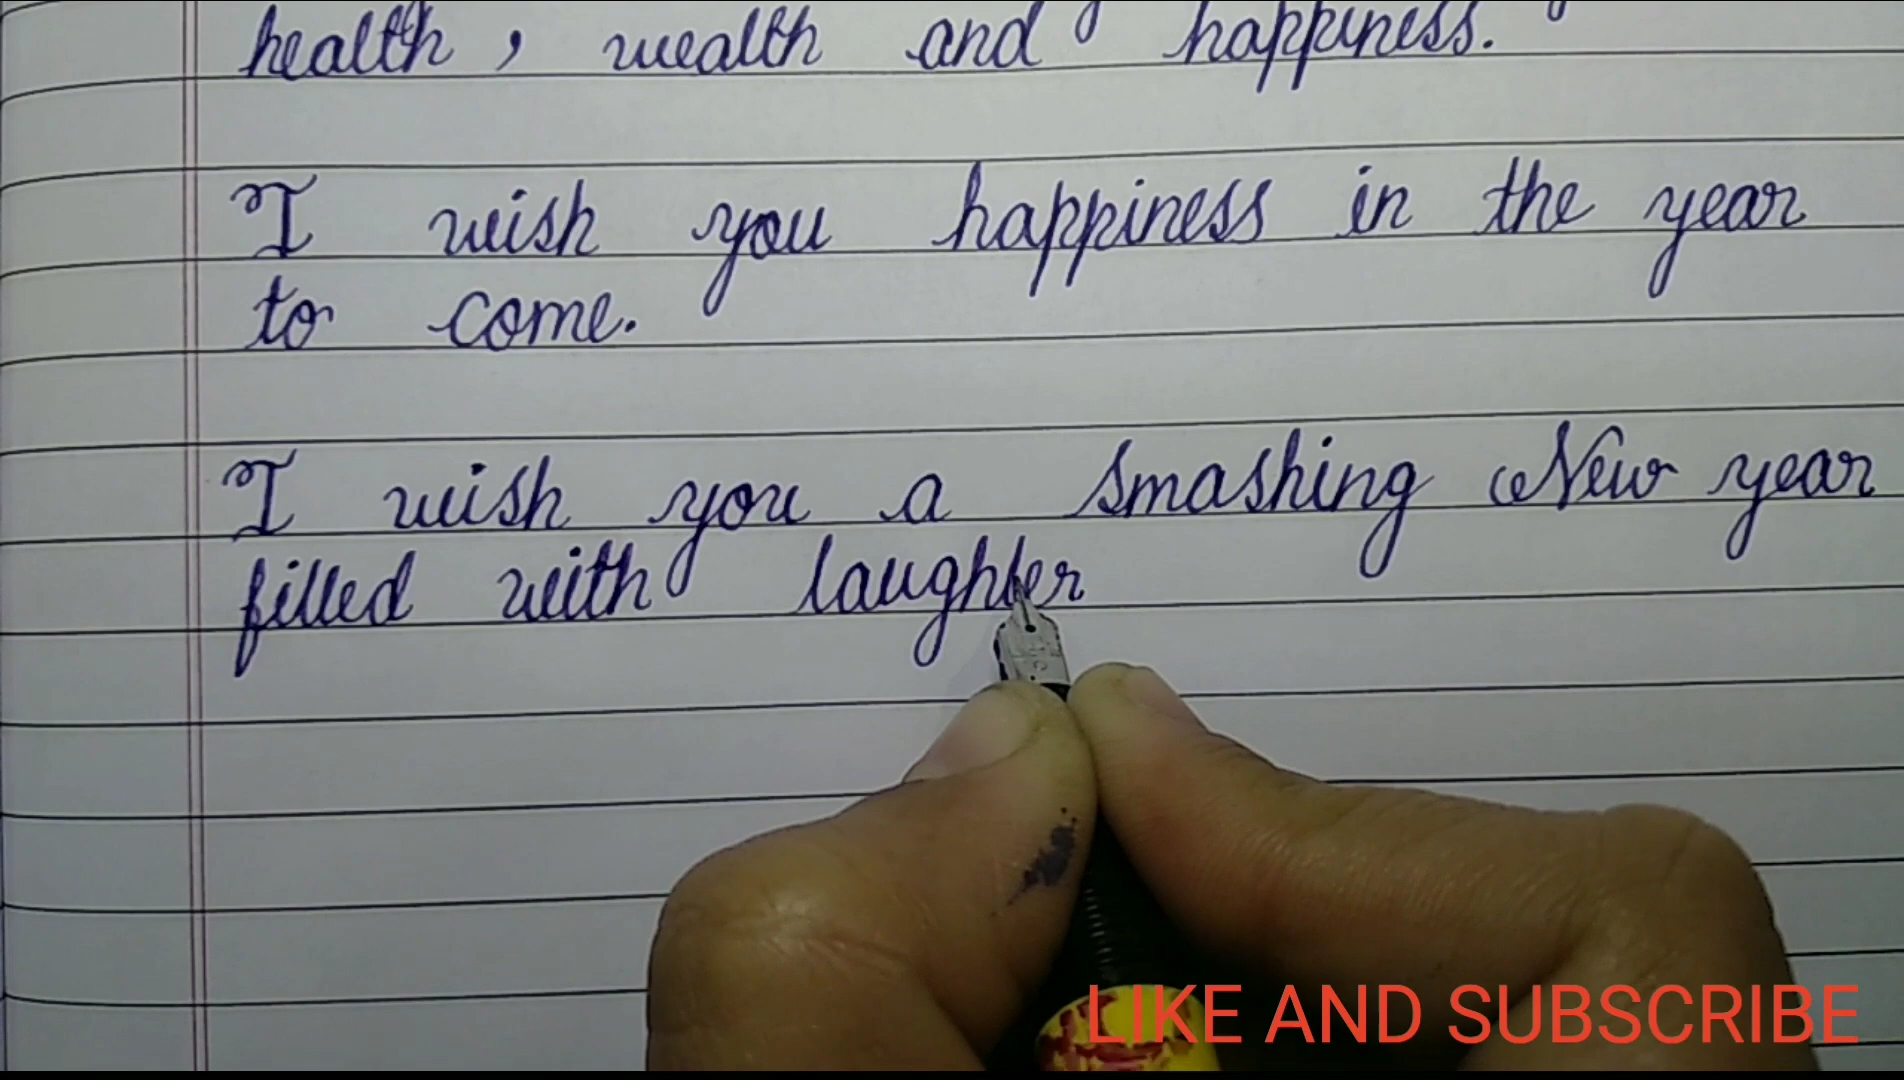 health, wealth and happiness.
I wish you happiness in the year
to come.
I wish you a smashing New year
filled with laughter
LIKE AND SUBSCRIBE